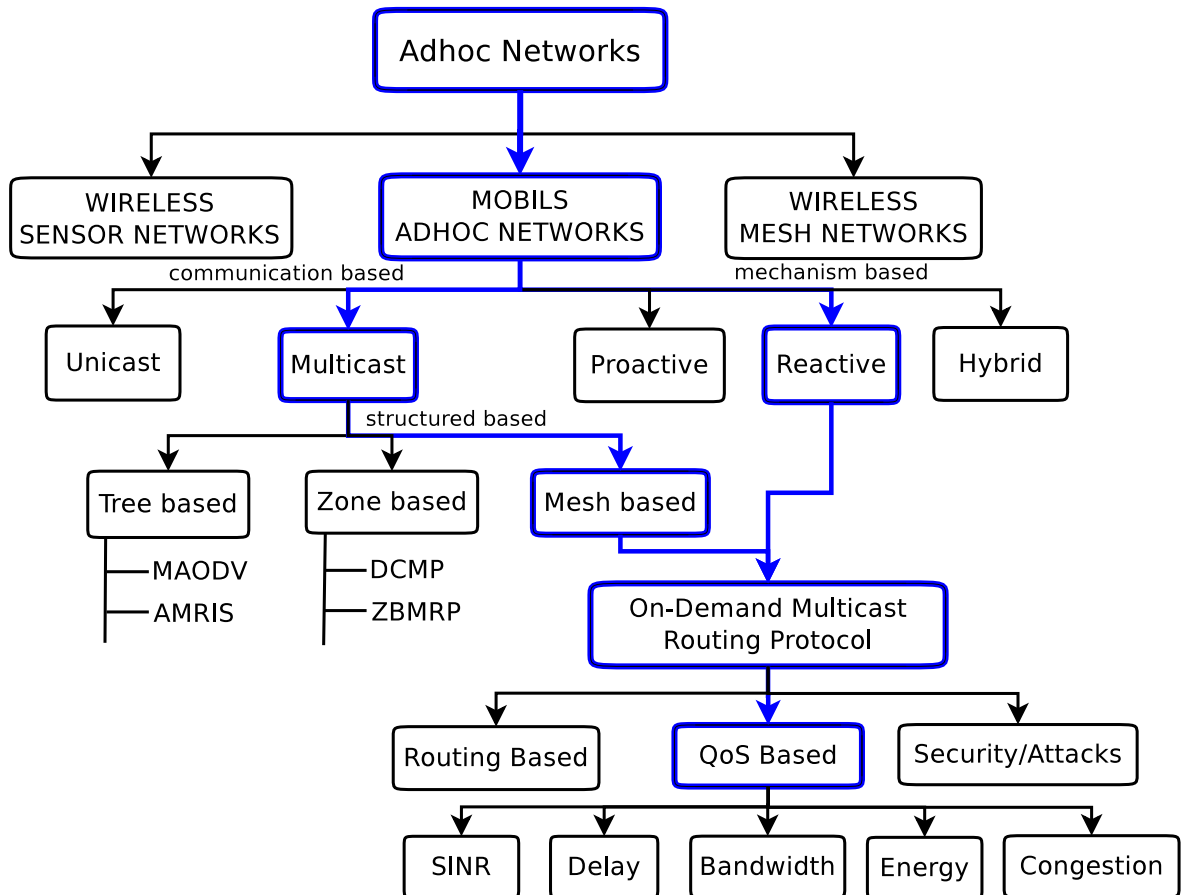 Adhoc Networks
WIRELESS
SENSOR NETWORKS
MOBILS
ADHOC NETWORKS
WIRELESS
MESH NETWORKS
communication based
mechanism based
Unicast
Multicast
Proactive
Reactive
Hybrid
structured based
Tree based
Zone based
Mesh based
MAODV
AMRIS
DCMP
ZBMRP
On-Demand Multicast
Routing Protocol
Routing Based
QoS Based
Security/Attacks
SINR
Delay
Bandwidth
Energy
Congestion